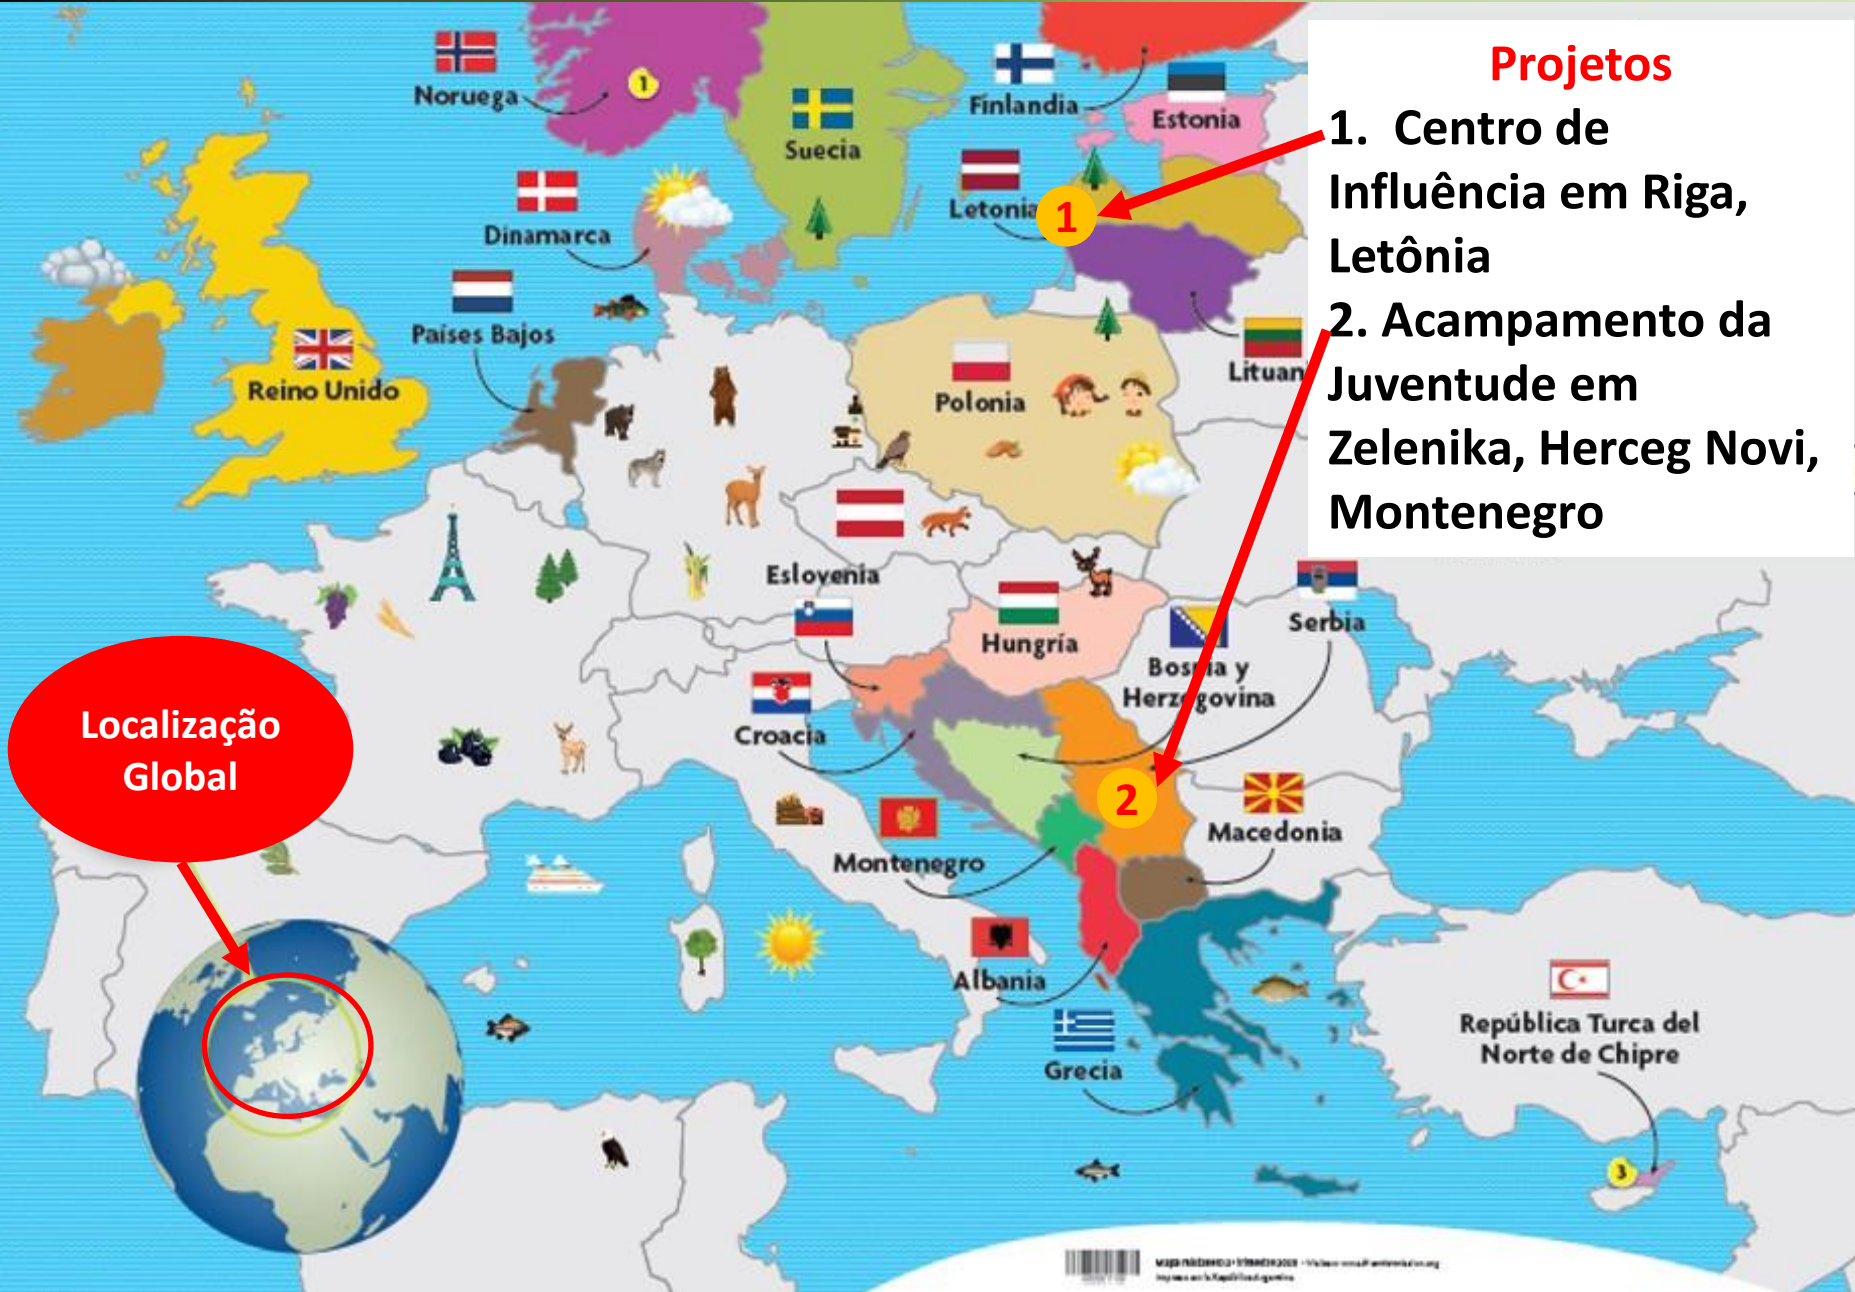 Projetos
1. Centro de
Influência em Riga,
Letônia
2. Acampamento da
Juventude em
Zelenika, Herceg Novi,
Montenegro
Noruega
1
Suecia
Finlandia
Estonia
Letonia
1
Dinamarca
Países Bajos
Reino Unido
Polonia
Lituan
Eslovenia
Hungría
Serbia
Bosnia y
Herzegovina
Croacia
2
Macedonia
Montenegro
Albania
Grecia
República Turca del
Norte de Chipre
3
Localização
Global